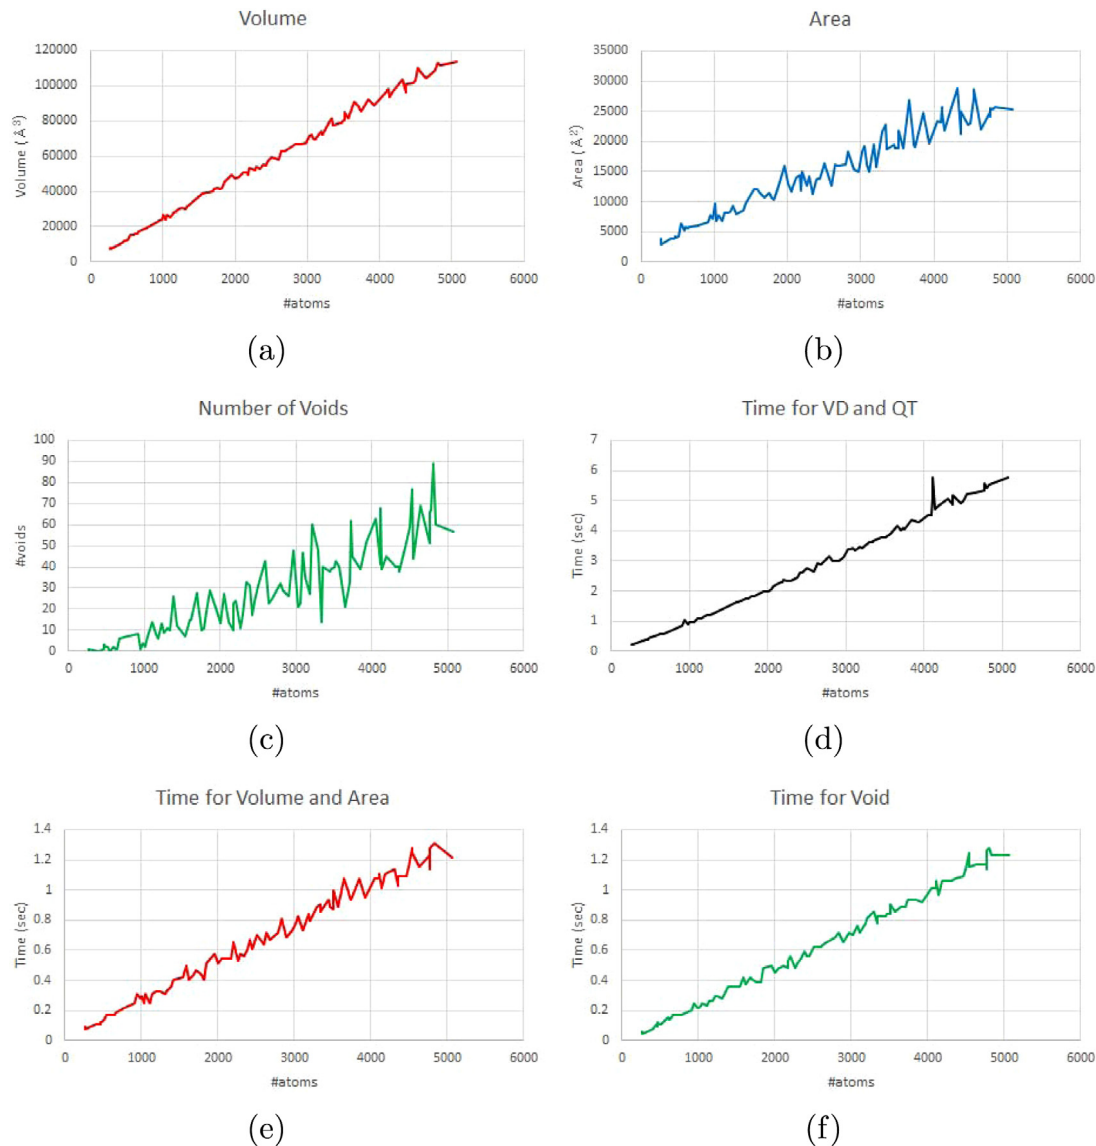 Volume
120000
100000
80000
60000
40000
20000
0
Volume (Å³)
0 1000 2000 3000 4000 5000 6000
#atoms
(a)
Area
35000
30000
25000
20000
15000
10000
5000
0
Area (Å²)
0 1000 2000 3000 4000 5000 6000
#atoms
(b)
Number of Voids
100
90
80
70
60
50
40
30
20
10
0
#voids
0 1000 2000 3000 4000 5000 6000
#atoms
(c)
Time for VD and QT
7
6
5
4
3
2
1
0
Time (sec)
0 1000 2000 3000 4000 5000 6000
#atoms
(d)
Time for Volume and Area
1.4
1.2
1
0.8
0.6
0.4
0.2
0
Time (sec)
0 1000 2000 3000 4000 5000 6000
#atoms
(e)
Time for Void
1.4
1.2
1
0.8
0.6
0.4
0.2
0
Time (sec)
0 1000 2000 3000 4000 5000 6000
#atoms
(f)